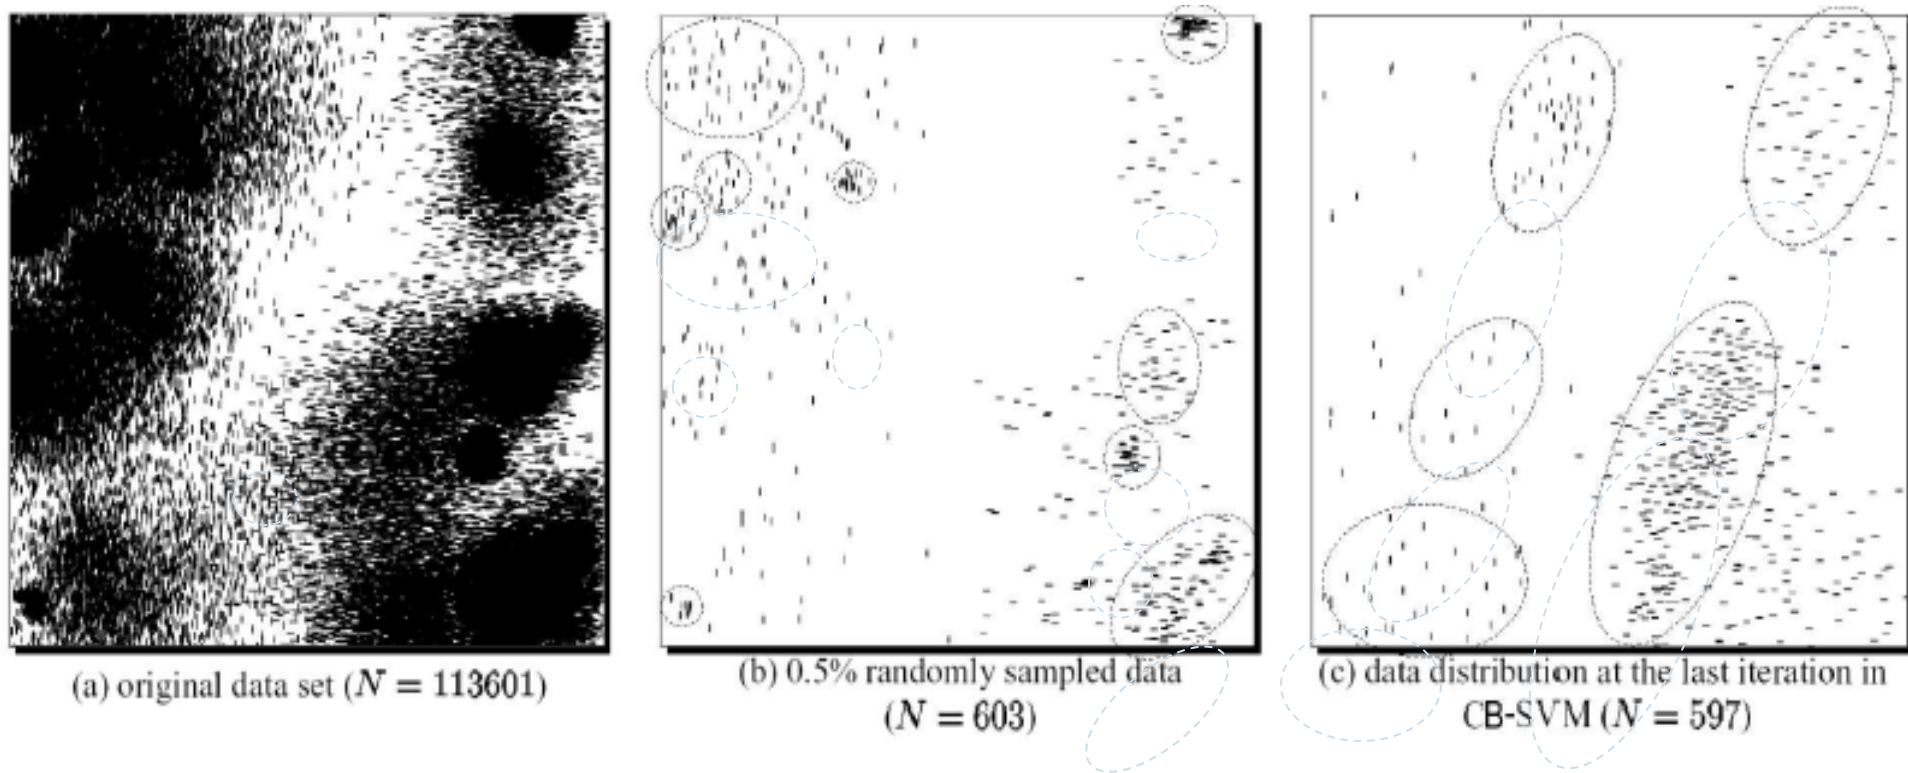 (a) original data set (N = 113601)
(b) 0.5% randomly sampled data
(N = 603)
(c) data distribution at the last iteration in
CB-SVM (N = 597)